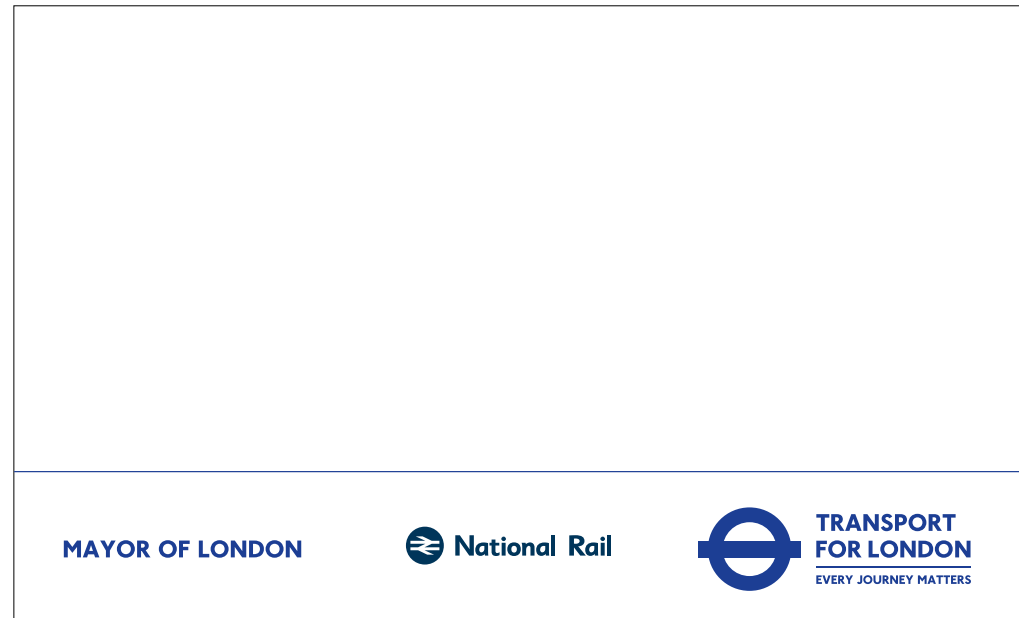 MAYOR OF LONDON
National Rail
TRANSPORT
FOR LONDON
EVERY JOURNEY MATTERS